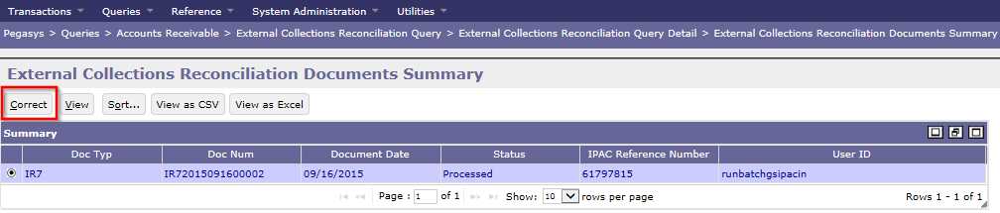 Transactions Queries Reference System Administration Utilities
Pegasys > Queries > Accounts Receivable > External Collections Reconciliation Query > External Collections Reconciliation Query Detail > External Collections Reconciliation Documents Summary
External Collections Reconciliation Documents Summary
Correct View Sort... View as CSV View as Excel
Summary
Doc Typ Doc Num Document Date Status IPAC Reference Number User ID
IR7 IR72015091600002 09/16/2015 Processed 61797815 runbatchgsipacin
Page : 1 of 1 Show: 10 rows per page Rows 1 - 1 of 1